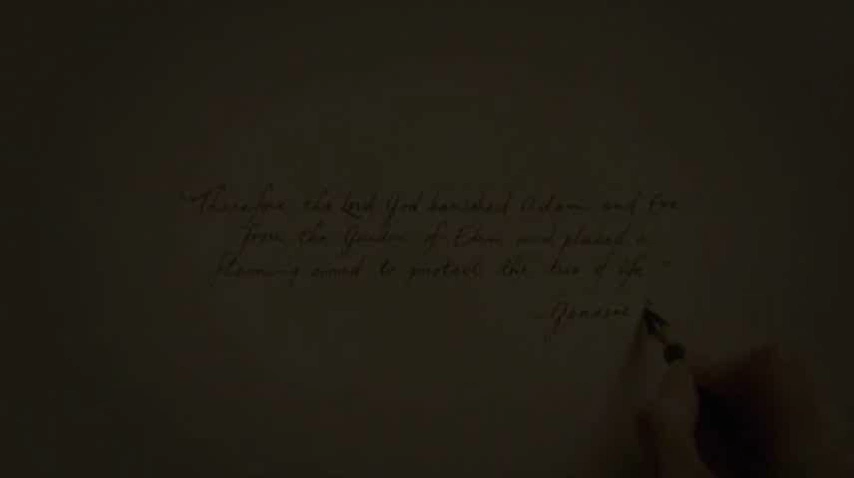 "Therefore the Lord God banished Adam and Eve
from the Garden of Eden and placed a
flaming sword to protect the tree of life"
- Genesis